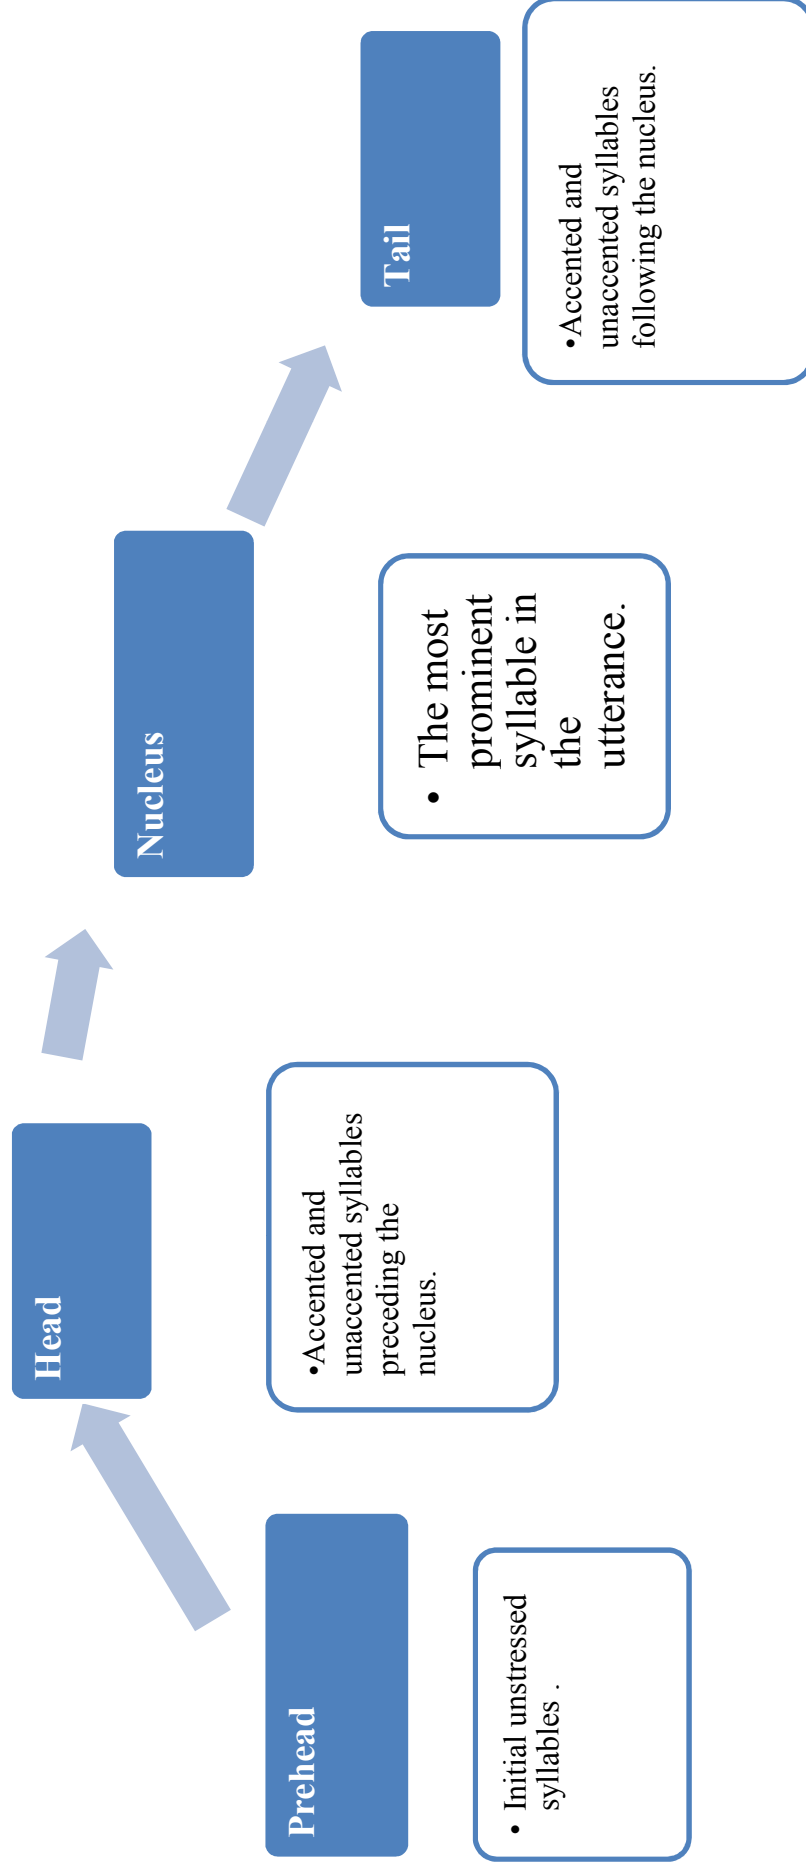 Prehead
• Initial unstressed
syllables .
Head
•Accented and
unaccented syllables
preceding the
nucleus.
Nucleus
• The most
prominent
syllable in
the
utterance.
Tail
•Accented and
unaccented syllables
following the nucleus.